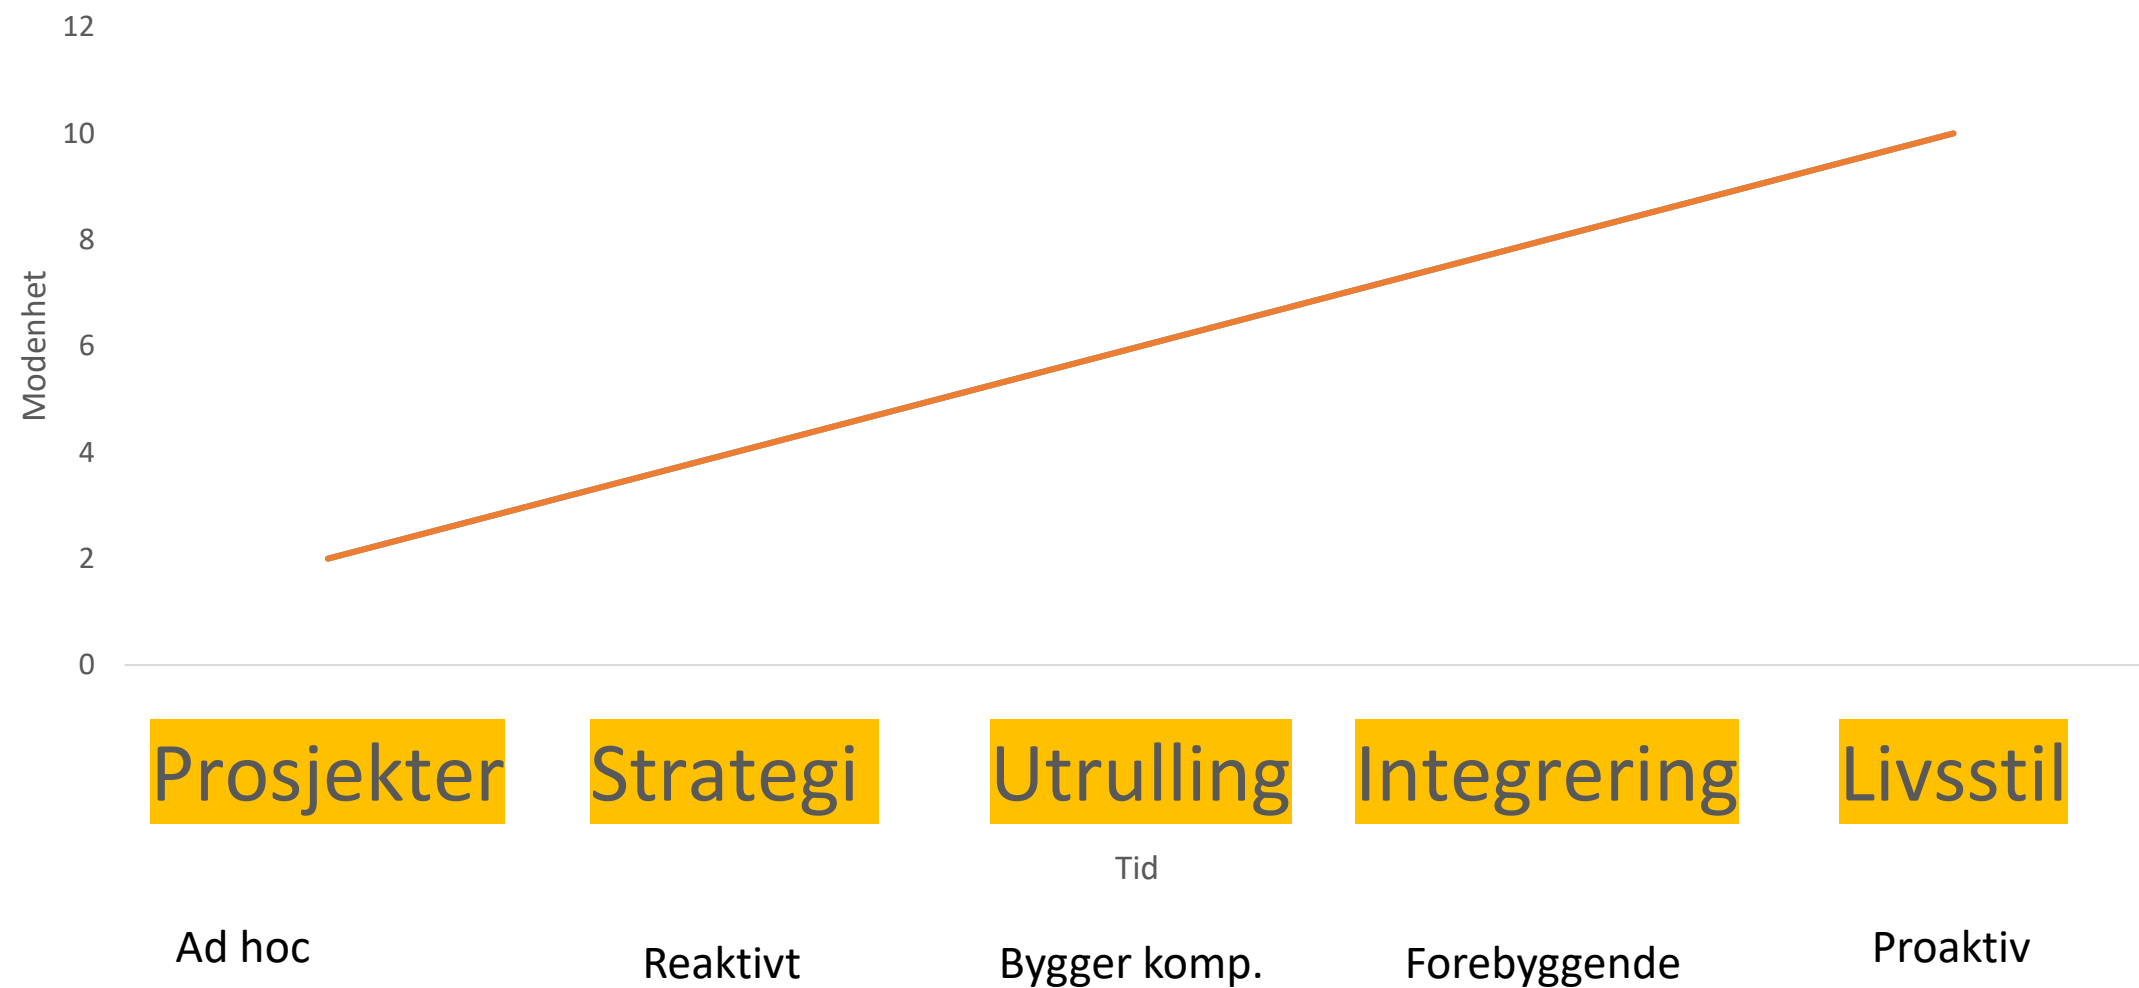 12
10
8
6
4
2
0
Modenhet
Prosjekter Strategi Utrulling Integrering Livsstil
Tid
Ad hoc Reaktivt Bygger komp. Forebyggende Proaktiv